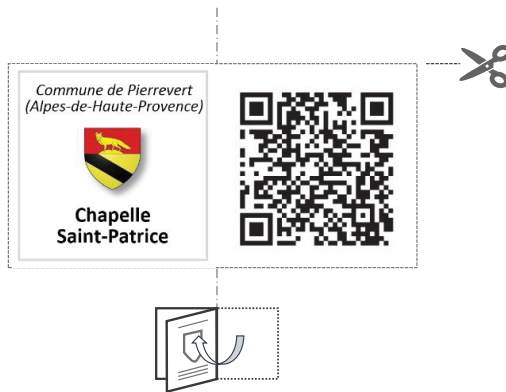 Commune de Pierrevert
(Alpes-de-Haute-Provence)
Chapelle
Saint-Patrice